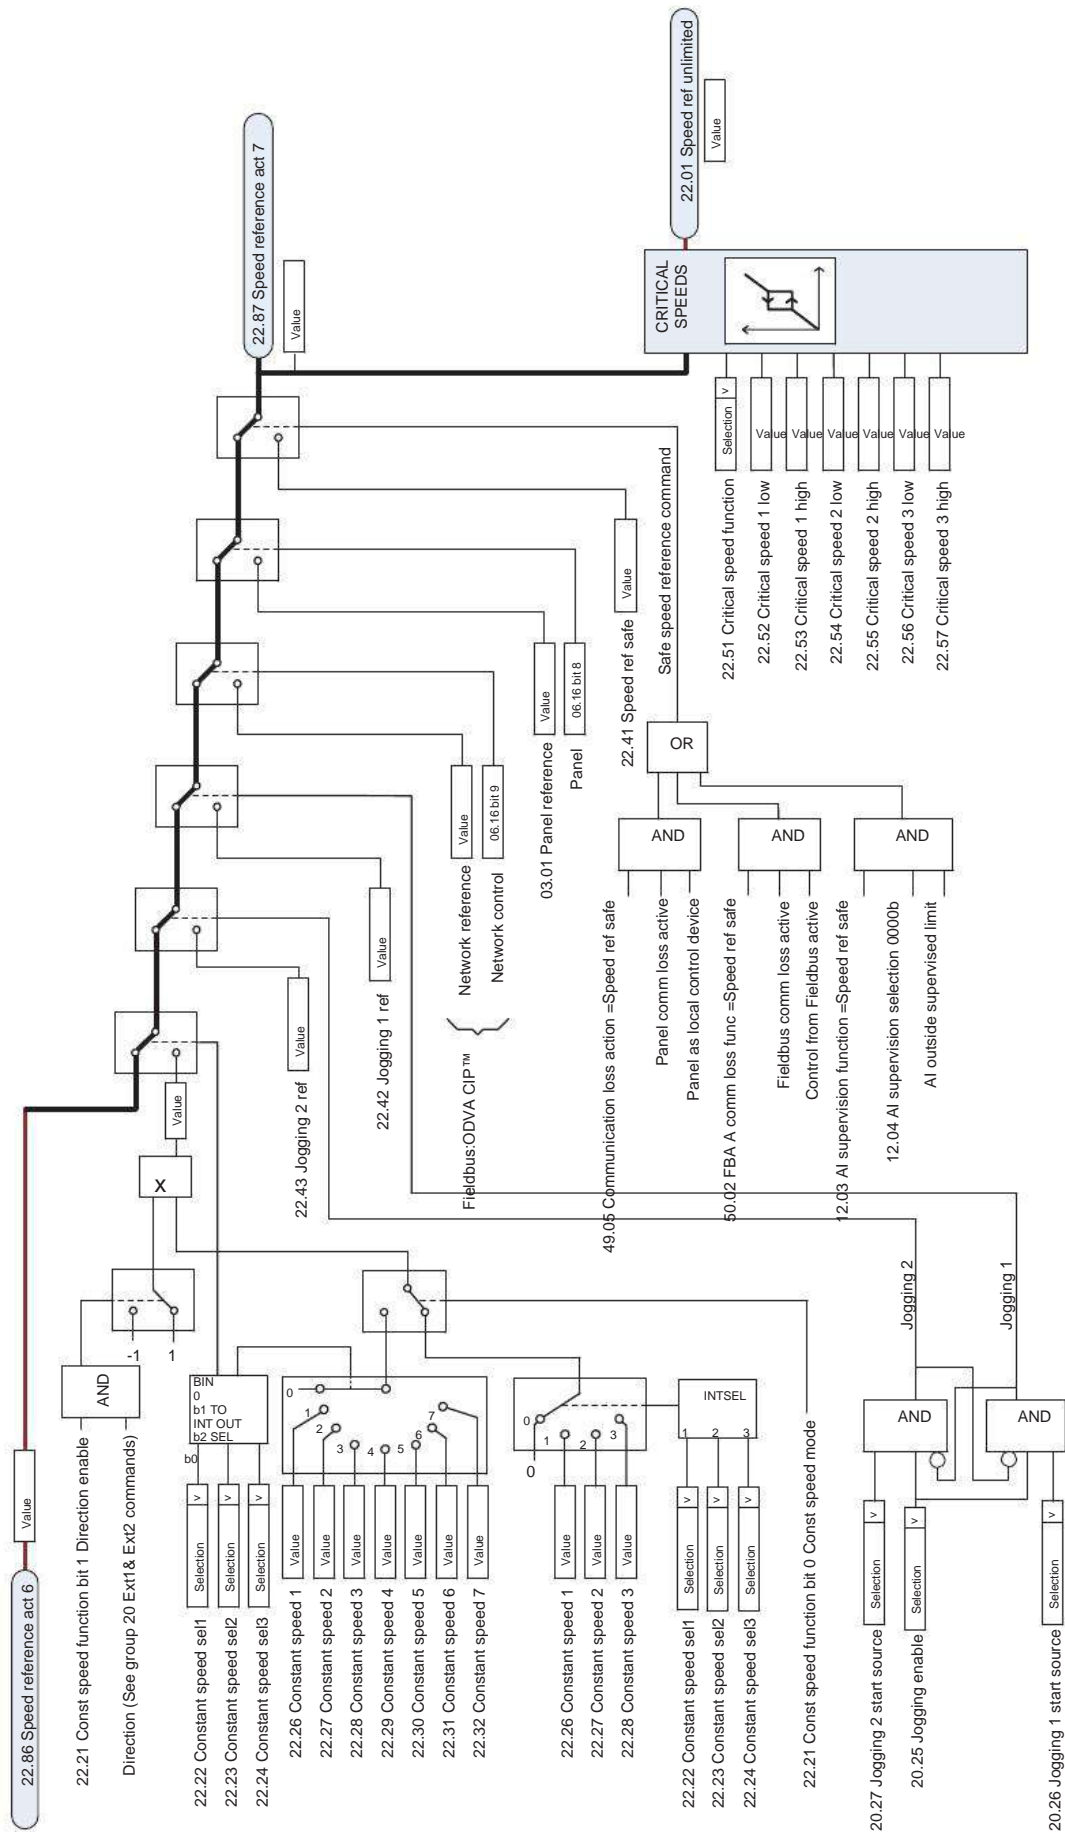 22.86 Speed reference act 6
Value
22.21 Const speed function bit 1 Direction enable
Direction (See group 20 Ext1& Ext2 commands)
AND
-1
1
X
Value
22.22 Constant speed sel1
Selection
v
22.23 Constant speed sel2
Selection
v
22.24 Constant speed sel3
Selection
v
b0
BIN
0
b1 TO
INT OUT
b2 SEL
22.26 Constant speed 1
Value
22.27 Constant speed 2
Value
22.28 Constant speed 3
Value
22.29 Constant speed 4
Value
22.30 Constant speed 5
Value
22.31 Constant speed 6
Value
22.32 Constant speed 7
Value
0
1
2
3
4
5
6
7
22.26 Constant speed 1
Value
22.27 Constant speed 2
Value
22.28 Constant speed 3
Value
0
0
1
2
3
22.22 Constant speed sel1
Selection
v
22.23 Constant speed sel2
Selection
v
22.24 Constant speed sel3
Selection
v
1
2
3
INTSEL
22.21 Const speed function bit 0 Const speed mode
20.27 Jogging 2 start source
Selection
v
20.25 Jogging enable
Selection
v
20.26 Jogging 1 start source
Selection
v
AND
AND
Jogging 2
Jogging 1
22.43 Jogging 2 ref
Value
22.42 Jogging 1 ref
Value
Fieldbus:ODVA CIP™
Network reference
Value
Network control
06.16 bit 9
03.01 Panel reference
Value
Panel
06.16 bit 8
22.41 Speed ref safe
Value
Safe speed reference command
49.05 Communication loss action =Speed ref safe
Panel comm loss active
Panel as local control device
AND
50.02 FBA A comm loss func =Speed ref safe
Fieldbus comm loss active
Control from Fieldbus active
AND
12.03 AI supervision function =Speed ref safe
12.04 AI supervision selection 0000b
AI outside supervised limit
AND
OR
22.87 Speed reference act 7
Value
22.51 Critical speed function
Selection
v
22.52 Critical speed 1 low
Value
22.53 Critical speed 1 high
Value
22.54 Critical speed 2 low
Value
22.55 Critical speed 2 high
Value
22.56 Critical speed 3 low
Value
22.57 Critical speed 3 high
Value
CRITICAL
SPEEDS
22.01 Speed ref unlimited
Value